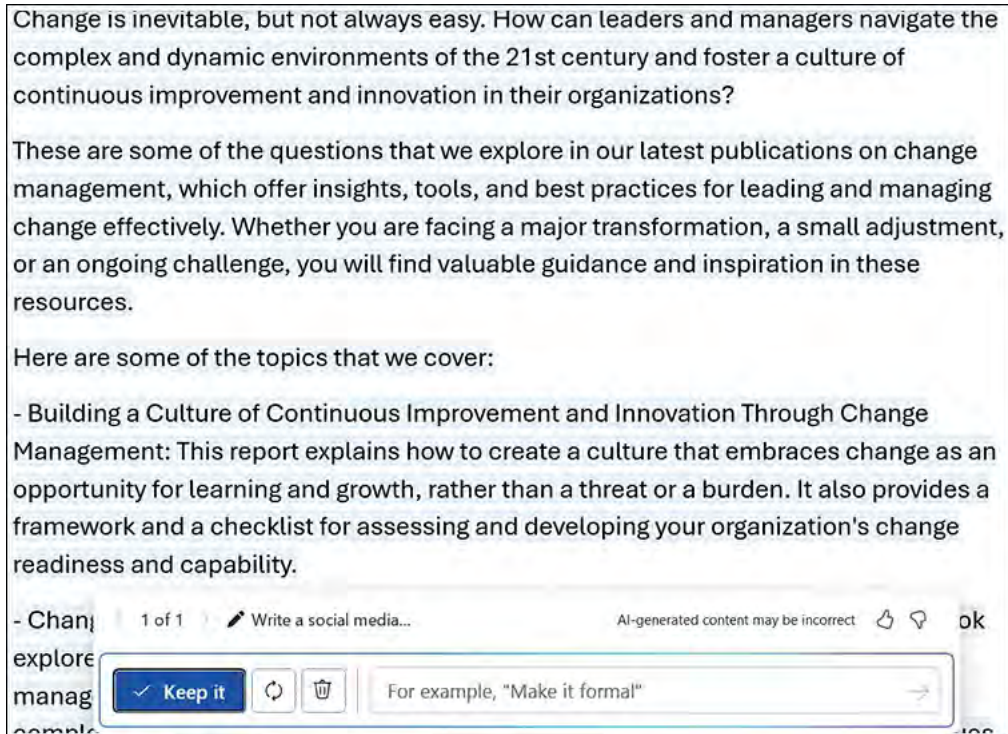 Change is inevitable, but not always easy. How can leaders and managers navigate the
complex and dynamic environments of the 21st century and foster a culture of
continuous improvement and innovation in their organizations?
These are some of the questions that we explore in our latest publications on change
management, which offer insights, tools, and best practices for leading and managing
change effectively. Whether you are facing a major transformation, a small adjustment,
or an ongoing challenge, you will find valuable guidance and inspiration in these
resources.
Here are some of the topics that we cover:
- Building a Culture of Continuous Improvement and Innovation Through Change
Management: This report explains how to create a culture that embraces change as an
opportunity for learning and growth, rather than a threat or a burden. It also provides a
framework and a checklist for assessing and developing your organization's change
readiness and capability.
1 of 1 Write a social media... AI-generated content may be incorrect
Keep it For example, "Make it formal"